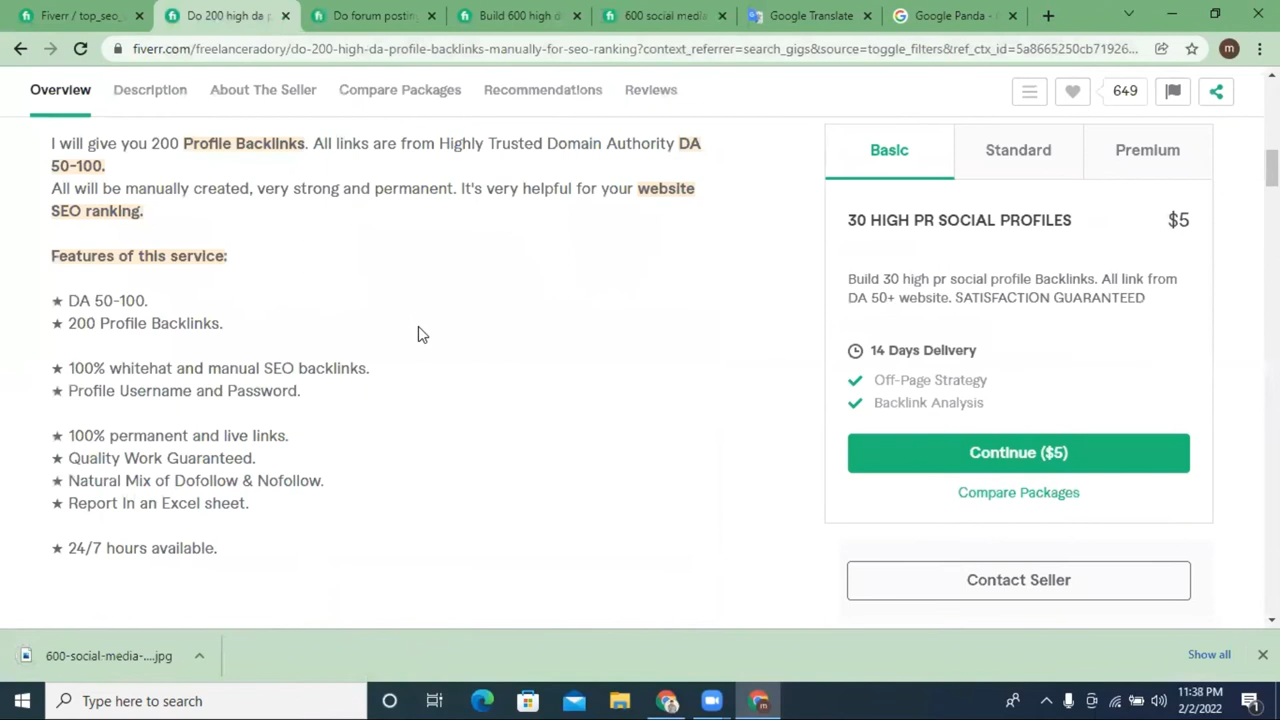 Fiverr / top_seo_
Do 200 high da p
Do forum posting
Build 600 high d
600 social media
Google Translate
Google Panda -
fiverr.com/freelanceradory/do-200-high-da-profile-backlinks-manually-for-seo-ranking?context_referrer=search_gigs&source=toggle_filters&ref_ctx_id=5a8665250cb71926...
m
Overview
Description
About The Seller
Compare Packages
Recommendations
Reviews
649
I will give you 200 Profile Backlinks. All links are from Highly Trusted Domain Authority DA
50-100.
All will be manually created, very strong and permanent. It's very helpful for your website
SEO ranking.
Features of this service:
★ DA 50-100.
★ 200 Profile Backlinks.
★ 100% whitehat and manual SEO backlinks.
★ Profile Username and Password.
★ 100% permanent and live links.
★ Quality Work Guaranteed.
★ Natural Mix of Dofollow & Nofollow.
★ Report In an Excel sheet.
★ 24/7 hours available.
Basic
Standard
Premium
30 HIGH PR SOCIAL PROFILES $5
Build 30 high pr social profile Backlinks. All link from
DA 50+ website. SATISFACTION GUARANTEED
14 Days Delivery
Off-Page Strategy
Backlink Analysis
Continue ($5)
Compare Packages
Contact Seller
600-social-media-....jpg
Show all
Type here to search
11:38 PM
2/2/2022